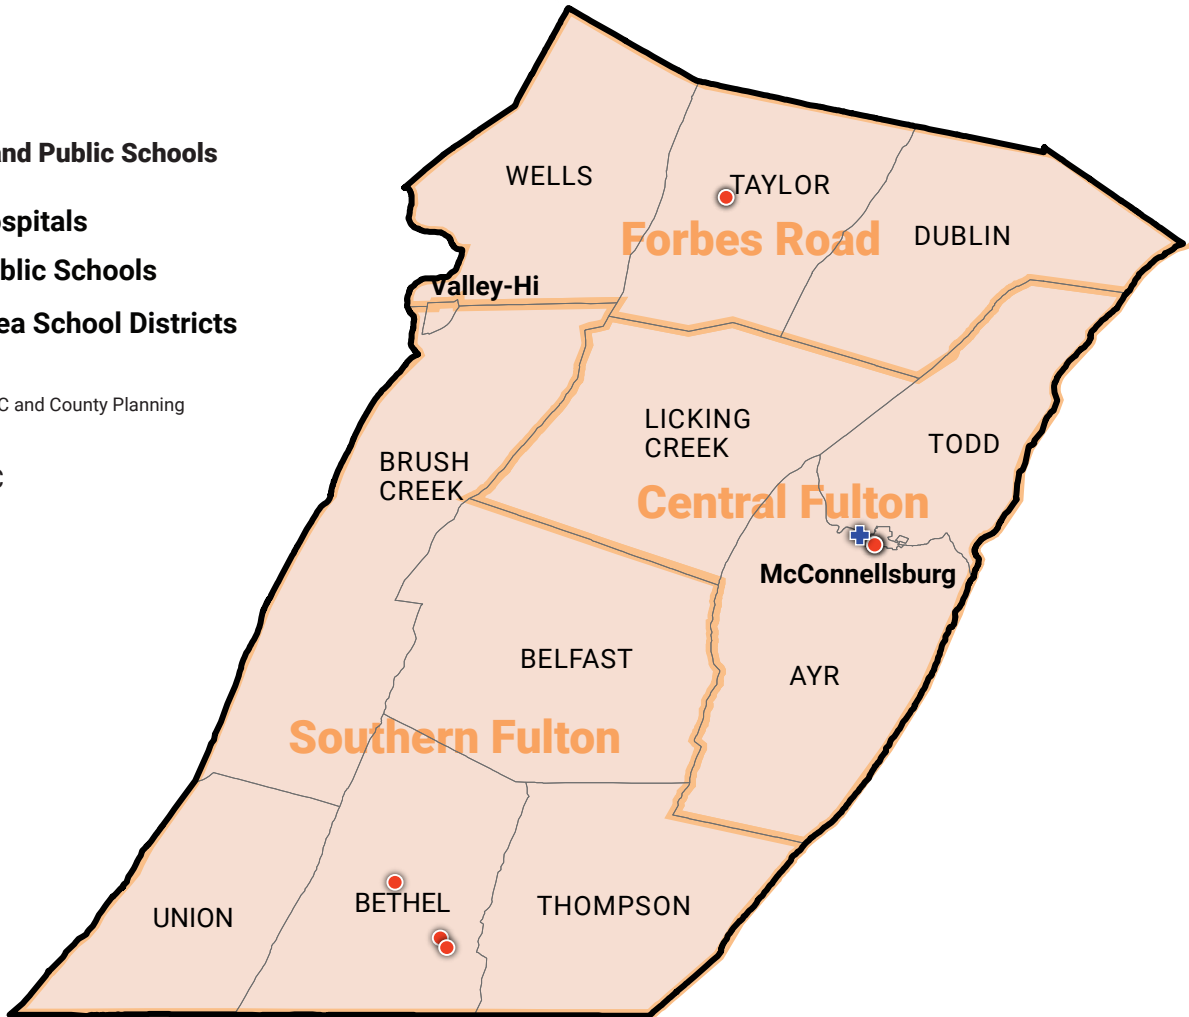 and Public Schools
WELLS
TAYLOR
spitals
Forbes Road
DUBLIN
blic Schools
Valley-Hi
ea School Districts
C and County Planning
LICKING
CREEK
TODD
BRUSH
CREEK
C
Central Fulton
McConnellsburg
BELFAST
AYR
Southern Fulton
BETHEL
THOMPSON
UNION